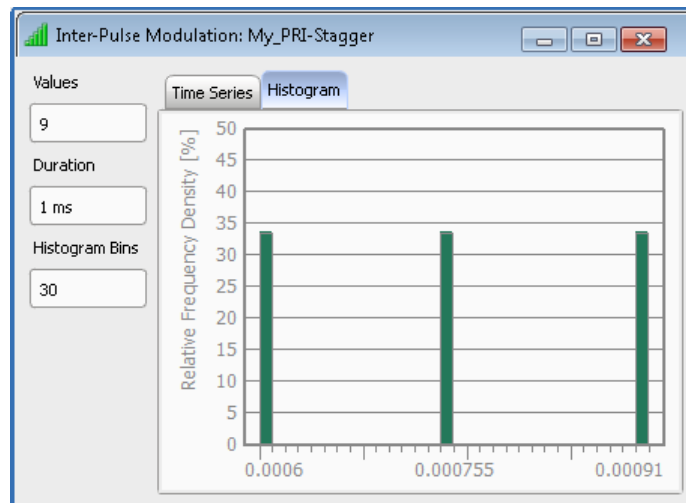 Inter-Pulse Modulation: My_PRI-Stagger
Values
9
Duration
1 ms
Histogram Bins
30
Time Series
Histogram
Relative Frequency Density [%]
50
45
40
35
30
25
20
15
10
5
0
0.0006
0.000755
0.00091